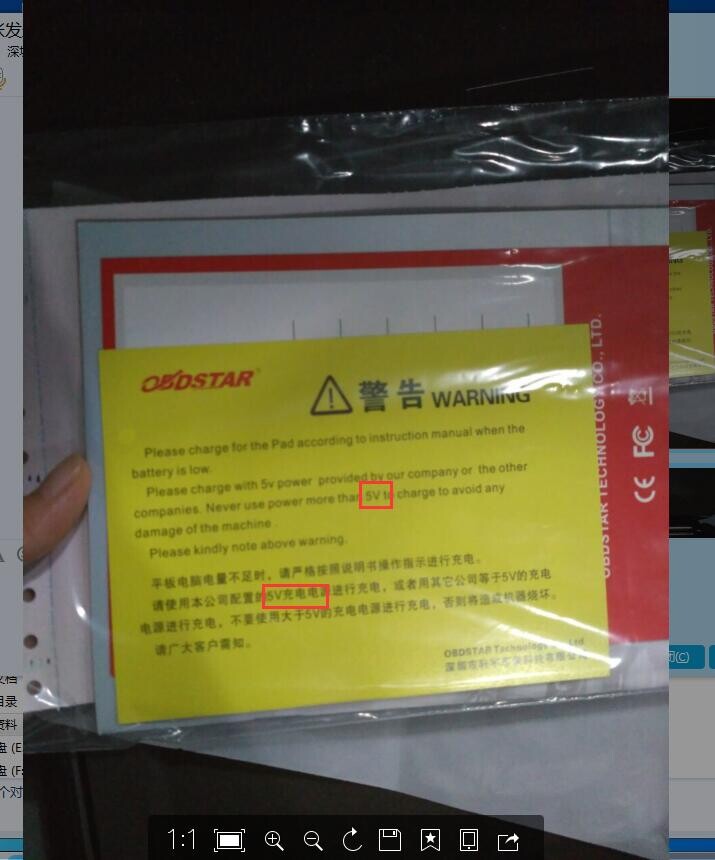 OBDSTAR
警告 WARNING
Please charge for the Pad according to instruction manual when the
battery is low.
Please charge with 5v power provided by our company or the other
companies. Never use power more than 5V to charge to avoid any
damage of the machine .
Please kindly note above warning.
平板电脑电量不足时，请严格按照说明书操作指示进行充电。
请使用本公司配置的5V充电电源进行充电，或者用其它公司等于5V的充电
电源进行充电，不要使用大于5V的充电电源进行充电，否则将造成机器烧坏。
请广大客户需知。
OBDSTAR Technology Co., Ltd.
OBDSTAR TECHNOLOGY CO., LTD.
CE FC
1:1